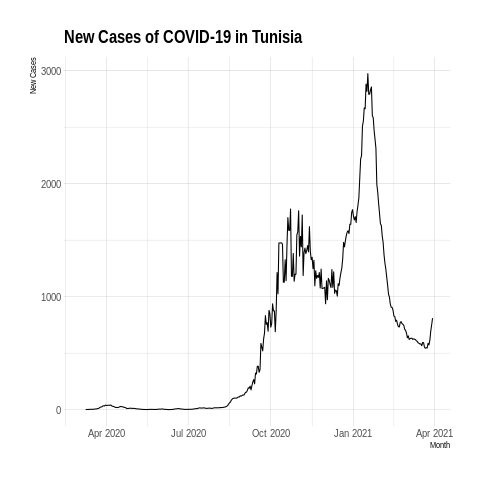 New Cases of COVID-19 in Tunisia
New Cases
3000
2000
1000
0
Apr 2020
Jul 2020
Oct 2020
Jan 2021
Apr 2021
Month